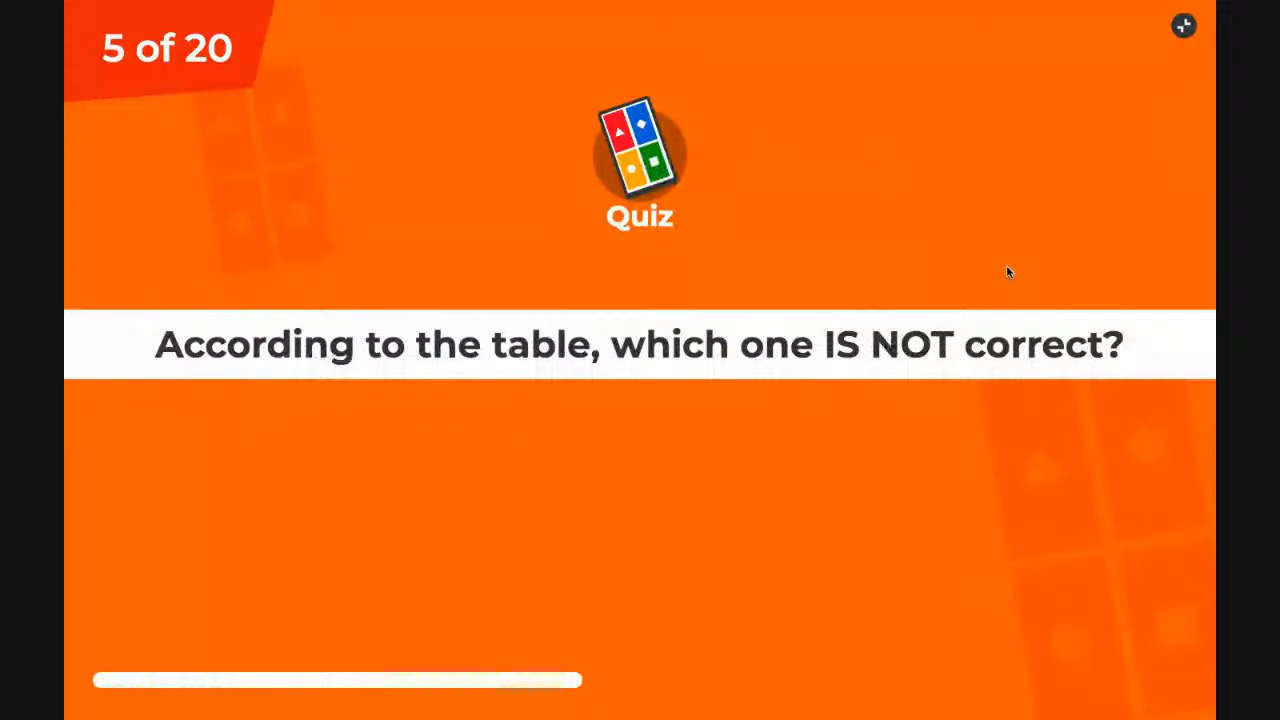 5 of 20
Quiz
According to the table, which one IS NOT correct?